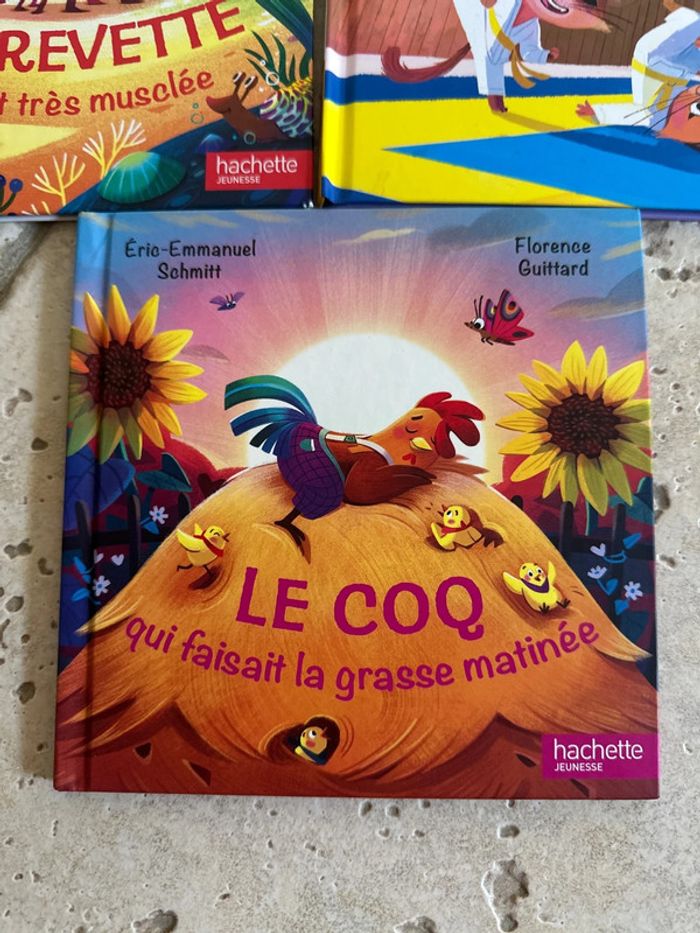 REVETTE
t très musclée
hachette
JEUNESSE
Éric-Emmanuel
Schmitt
Florence
Guittard
LE COQ
qui faisait la grasse matinée
hachette
JEUNESSE